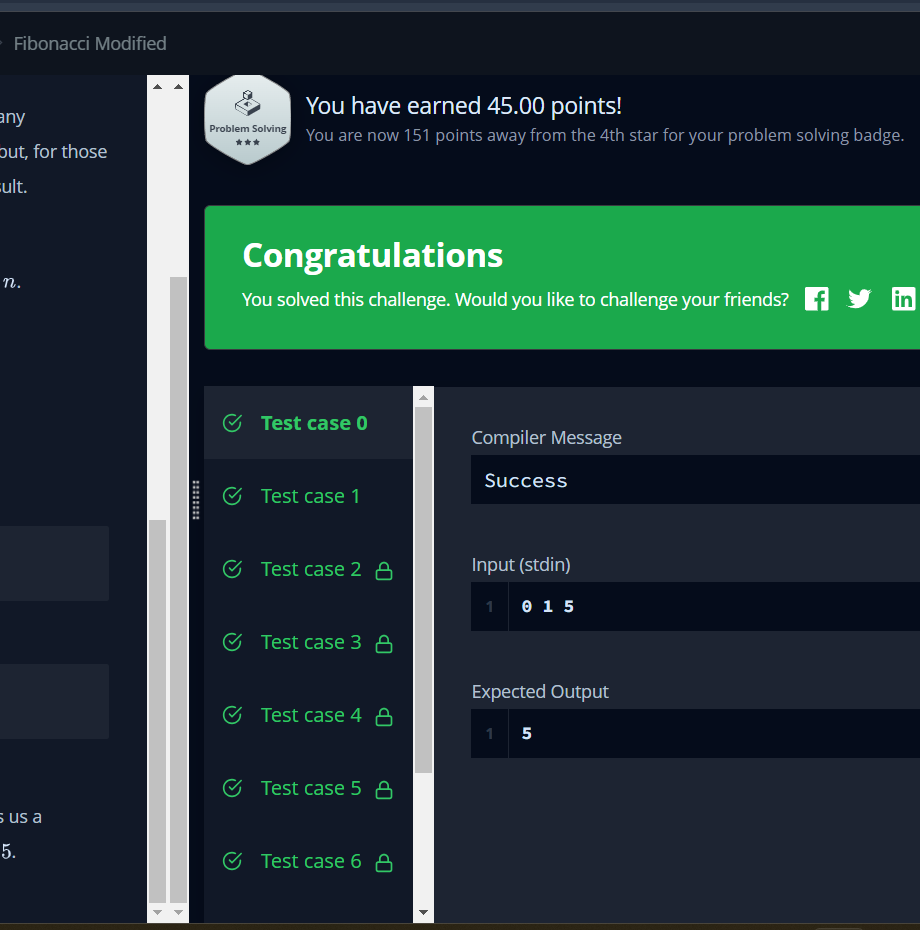 Fibonacci Modified
any
but, for those
sult.
n.
s us a
5.
Problem Solving
You have earned 45.00 points!
You are now 151 points away from the 4th star for your problem solving badge.
Congratulations
You solved this challenge. Would you like to challenge your friends?
Test case 0
Test case 1
Test case 2
Test case 3
Test case 4
Test case 5
Test case 6
Compiler Message
Success
Input (stdin)
1 0 1 5
Expected Output
1 5